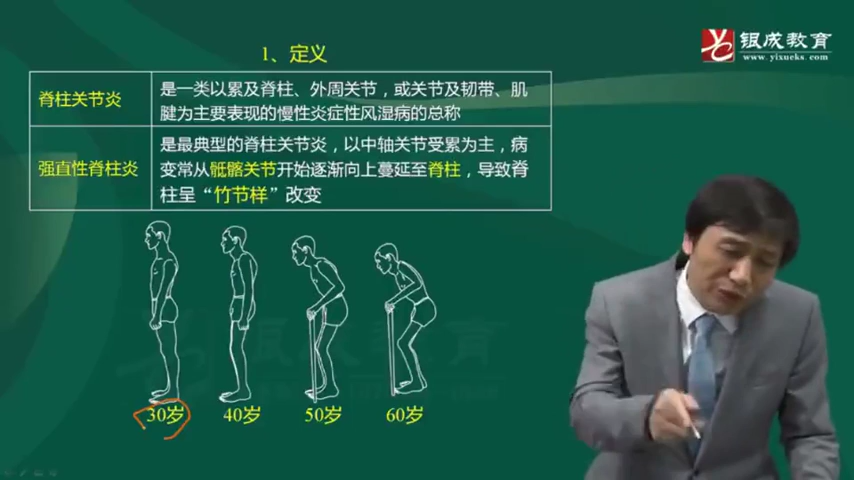 1、定义
银成教育
www.yixueks.com
脊柱关节炎
是一类以累及脊柱、外周关节，或关节及韧带、肌
腱为主要表现的慢性炎症性风湿病的总称
强直性脊柱炎
是最典型的脊柱关节炎，以中轴关节受累为主，病
变常从骶髂关节开始逐渐向上蔓延至脊柱，导致脊
柱呈“竹节样”改变
银成教育
30岁 40岁 50岁 60岁